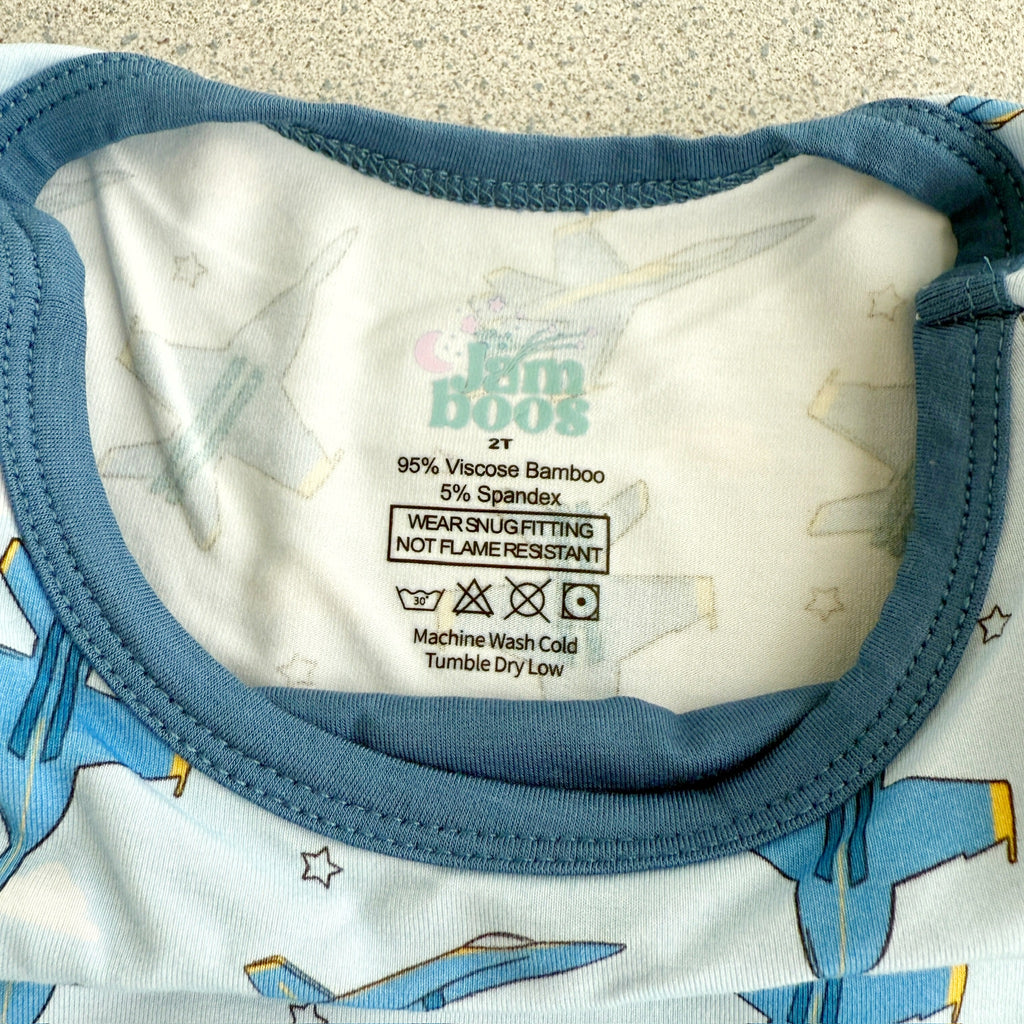 Jam
boos
2T
95% Viscose Bamboo
5% Spandex
WEAR SNUG FITTING
NOT FLAME RESISTANT
30°
Machine Wash Cold
Tumble Dry Low